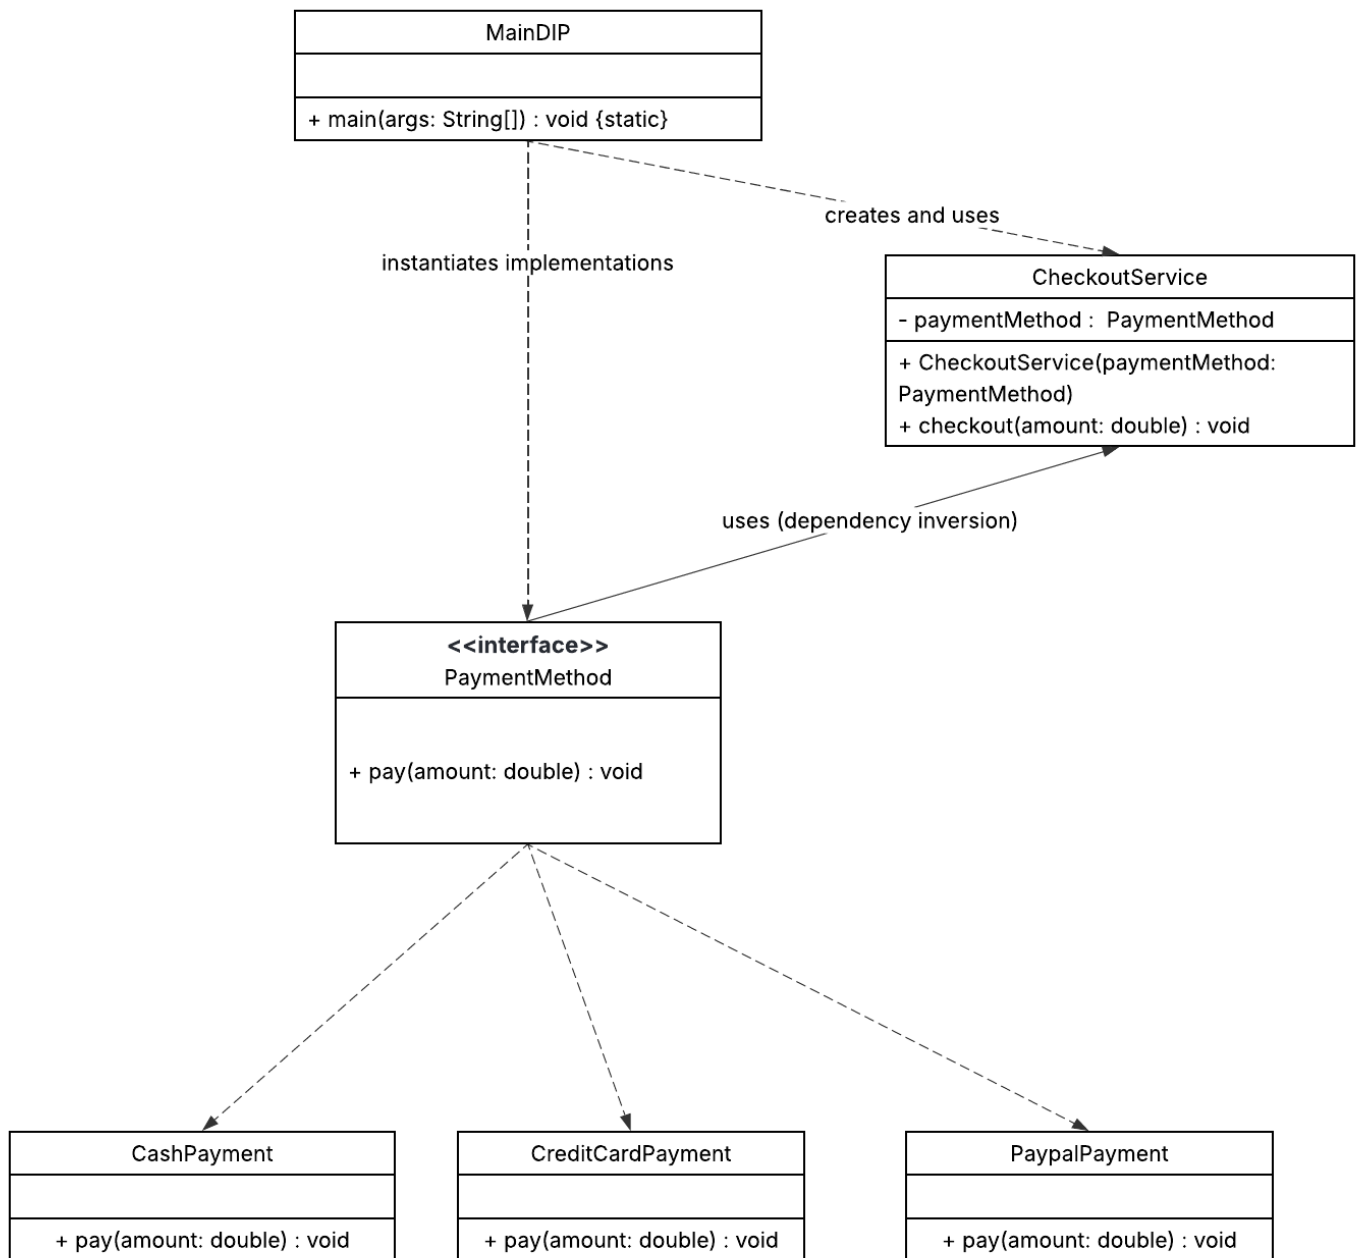 MainDIP
+ main(args: String[]) : void {static}
creates and uses
instantiates implementations
CheckoutService
- paymentMethod :  PaymentMethod
+ CheckoutService(paymentMethod:
PaymentMethod)
+ checkout(amount: double) : void
uses (dependency inversion)
<<interface>>
PaymentMethod
+ pay(amount: double) : void
CashPayment
+ pay(amount: double) : void
CreditCardPayment
+ pay(amount: double) : void
PaypalPayment
+ pay(amount: double) : void